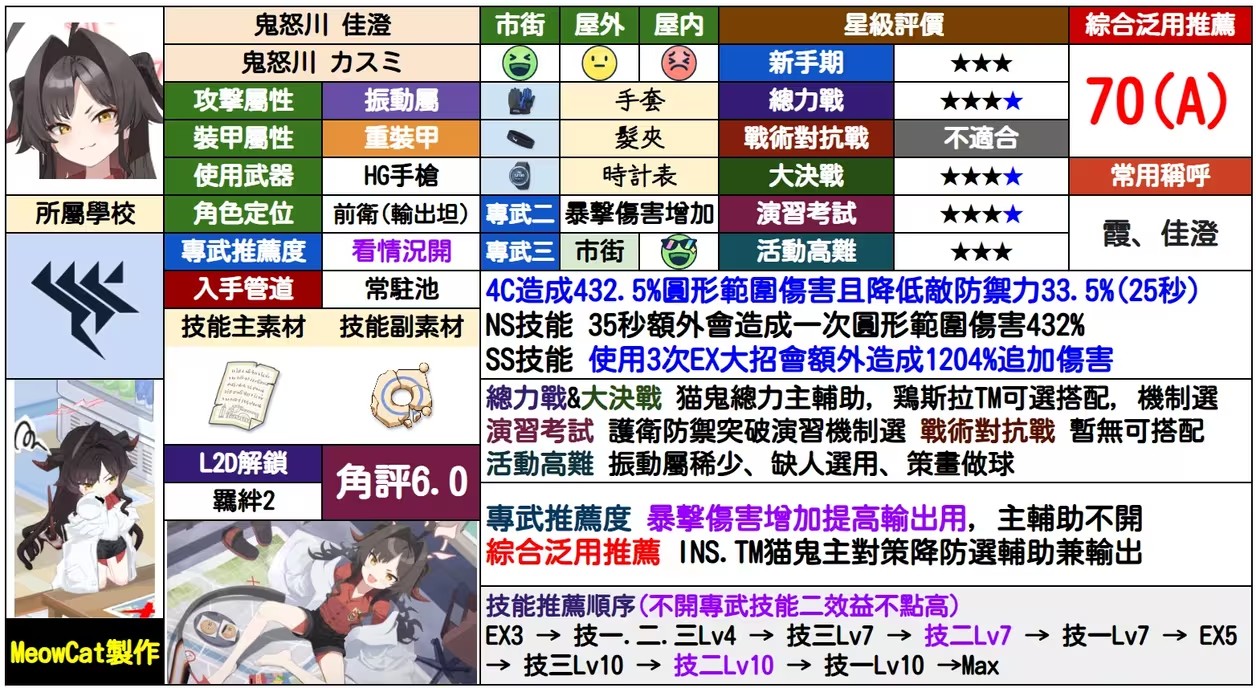 鬼怒川 佳澄
鬼怒川 カスミ
攻擊屬性 振動屬
裝甲屬性 重裝甲
使用武器 HG手槍
所屬學校
角色定位 前衛(輸出坦)
專武推薦度 看情況開
入手管道 常駐池
技能主素材 技能副素材
L2D解鎖
羈絆2
角評6.0
MeowCat製作
市街 屋外 屋内
手套
髮夾
時計表
專武二 暴擊傷害增加
專武三 市街
星級評價
新手期 ★★★
總力戰 ★★★★
戰術對抗戰 不適合
大決戰 ★★★★
演習考試 ★★★★
活動高難 ★★★
綜合泛用推薦
70(A)
常用稱呼
霞、佳澄
4C造成432.5%圓形範圍傷害且降低敵防禦力33.5%(25秒)
NS技能 35秒額外會造成一次圓形範圍傷害432%
SS技能 使用3次EX大招會額外造成1204%追加傷害
總力戰&大決戰 猫鬼總力主輔助, 鶏斯拉TM可選搭配, 機制選
演習考試 護衛防禦突破演習機制選 戰術對抗戰 暫無可搭配
活動高難 振動屬稀少、缺人選用、策畫做球
專武推薦度 暴擊傷害增加提高輸出用, 主輔助不開
綜合泛用推薦 INS.TM猫鬼主對策降防選輔助兼輸出
技能推薦順序(不開專武技能二效益不點高)
EX3 → 技一.二.三Lv4 → 技三Lv7 → 技二Lv7 → 技一Lv7 → EX5
→ 技三Lv10 → 技二Lv10 → 技一Lv10 →Max